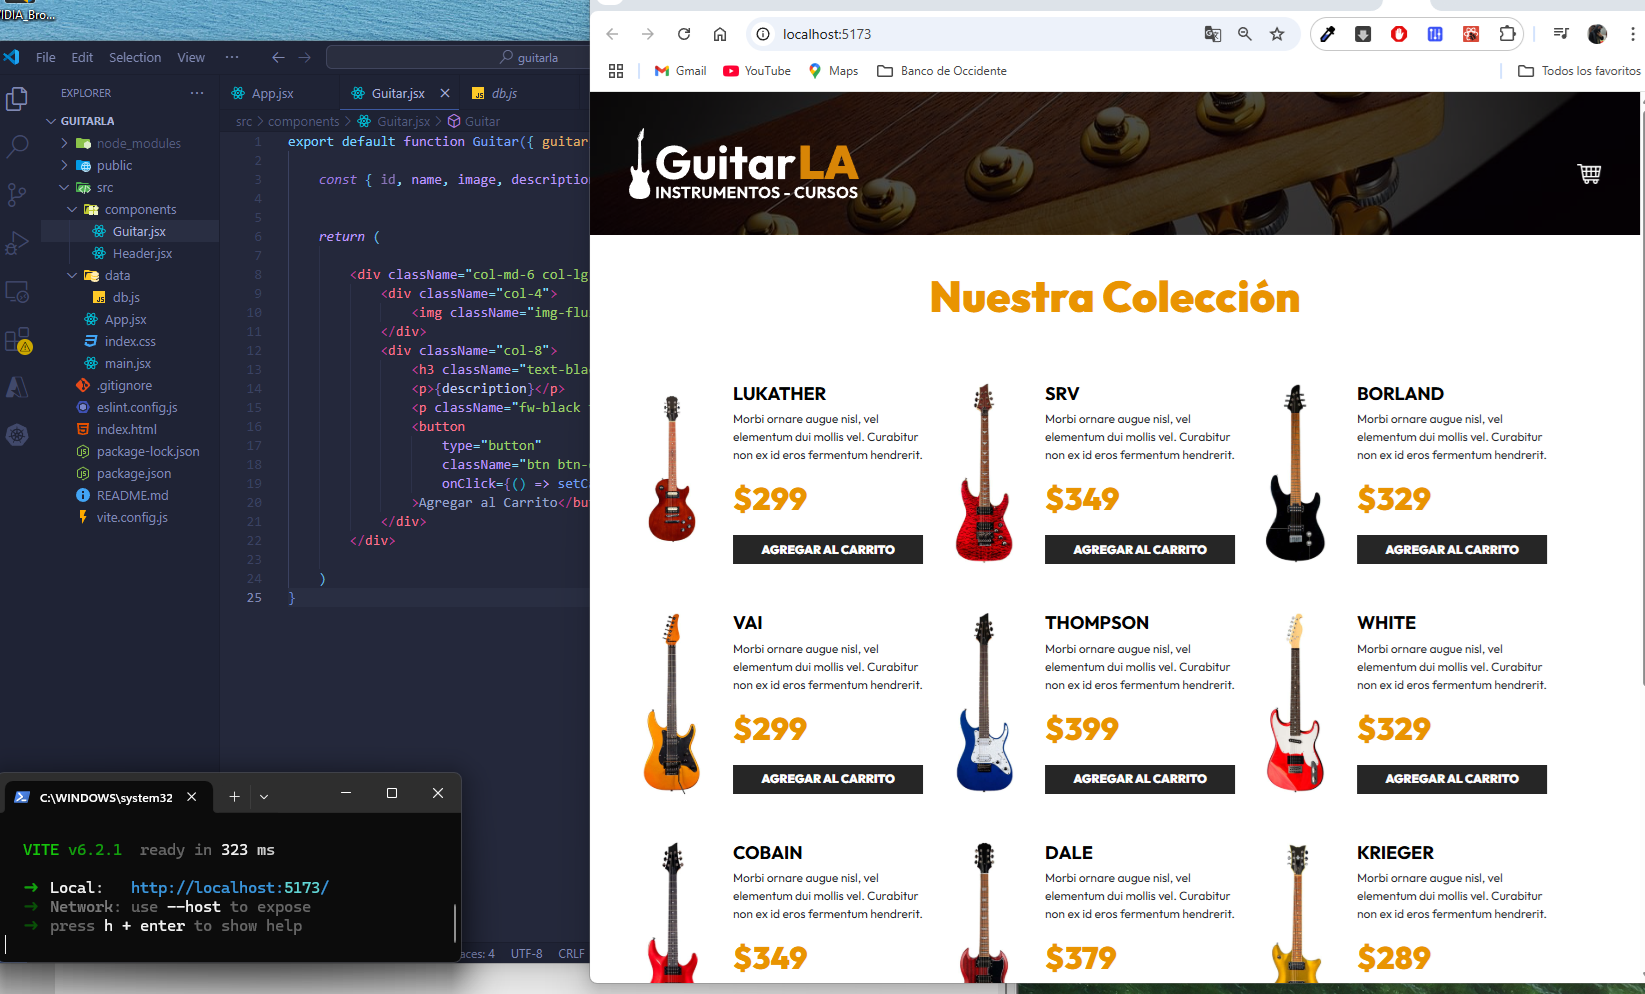 VIDIA_Bro...
File Edit Selection View ... guitarla
EXPLORER ...
GUITARLA
node_modules
public
src
components
Guitar.jsx
Header.jsx
data
db.js
App.jsx
index.css
main.jsx
.gitignore
eslint.config.js
index.html
package-lock.json
package.json
README.md
vite.config.js
App.jsx Guitar.jsx db.js
src > components > Guitar.jsx > Guitar
1 export default function Guitar({ guitar
2
3 const { id, name, image, description
4
5
6 return (
7
8 <div className="col-md-6 col-lg
9 <div className="col-4">
10 <img className="img-flui
11 </div>
12 <div className="col-8">
13 <h3 className="text-blac
14 <p>{description}</p>
15 <p className="fw-black
16 <button
17 type="button"
18 className="btn btn-
19 onClick={() => setCa
20 >Agregar al Carrito</but
21 </div>
22 </div>
23
24 )
25 }
aces: 4 UTF-8 CRLF
C:\WINDOWS\system32
VITE v6.2.1 ready in 323 ms
➜ Local: http://localhost:5173/
➜ Network: use --host to expose
➜ press h + enter to show help
localhost:5173
Gmail YouTube Maps Banco de Occidente Todos los favoritos
GuitarLA
INSTRUMENTOS - CURSOS
Nuestra Colección
LUKATHER
Morbi ornare augue nisl, vel
elementum dui mollis vel. Curabitur
non ex id eros fermentum hendrerit.
$299
AGREGAR AL CARRITO
SRV
Morbi ornare augue nisl, vel
elementum dui mollis vel. Curabitur
non ex id eros fermentum hendrerit.
$349
AGREGAR AL CARRITO
BORLAND
Morbi ornare augue nisl, vel
elementum dui mollis vel. Curabitur
non ex id eros fermentum hendrerit.
$329
AGREGAR AL CARRITO
VAI
Morbi ornare augue nisl, vel
elementum dui mollis vel. Curabitur
non ex id eros fermentum hendrerit.
$299
AGREGAR AL CARRITO
THOMPSON
Morbi ornare augue nisl, vel
elementum dui mollis vel. Curabitur
non ex id eros fermentum hendrerit.
$399
AGREGAR AL CARRITO
WHITE
Morbi ornare augue nisl, vel
elementum dui mollis vel. Curabitur
non ex id eros fermentum hendrerit.
$329
AGREGAR AL CARRITO
COBAIN
Morbi ornare augue nisl, vel
elementum dui mollis vel. Curabitur
non ex id eros fermentum hendrerit.
$349
DALE
Morbi ornare augue nisl, vel
elementum dui mollis vel. Curabitur
non ex id eros fermentum hendrerit.
$379
KRIEGER
Morbi ornare augue nisl, vel
elementum dui mollis vel. Curabitur
non ex id eros fermentum hendrerit.
$289